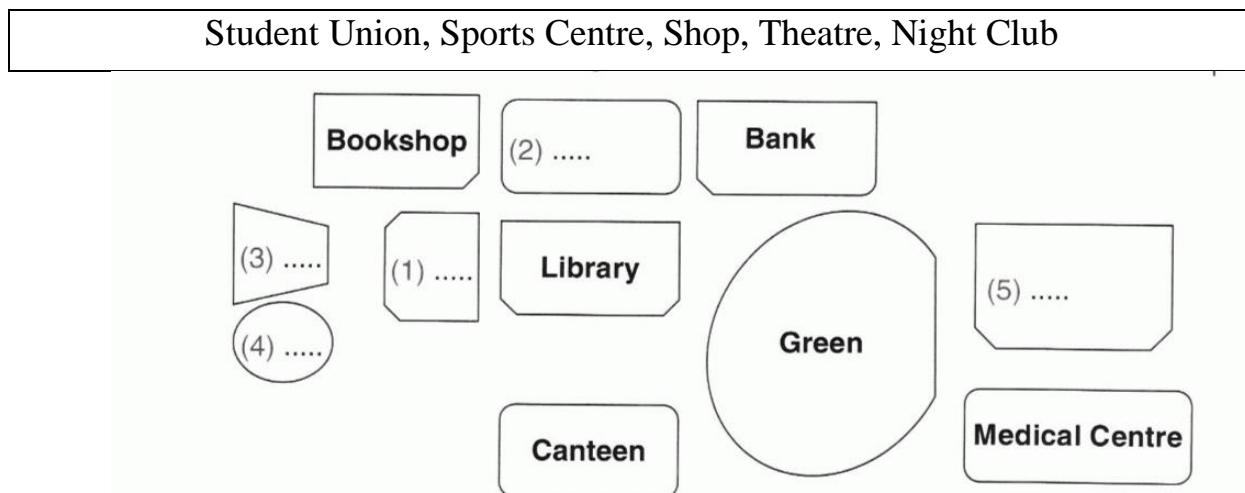 Student Union, Sports Centre, Shop, Theatre, Night Club
Bookshop
(2) .....
Bank
(3) .....
(1) .....
Library
(5) .....
(4) .....
Green
Canteen
Medical Centre